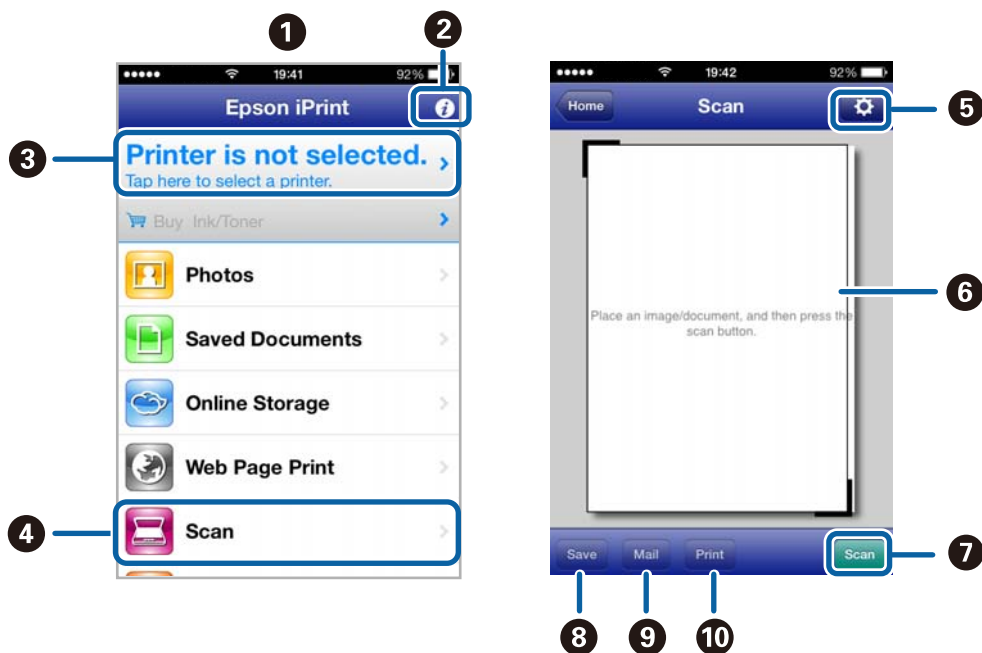 1
2
19:41
92%
Epson iPrint
3
Printer is not selected.
Tap here to select a printer.
Buy Ink/Toner
Photos
Saved Documents
Online Storage
Web Page Print
4
Scan
19:42
92%
Home
Scan
5
6
Place an image/document, and then press the
scan button.
Save
Mail
Print
Scan
7
8
9
10